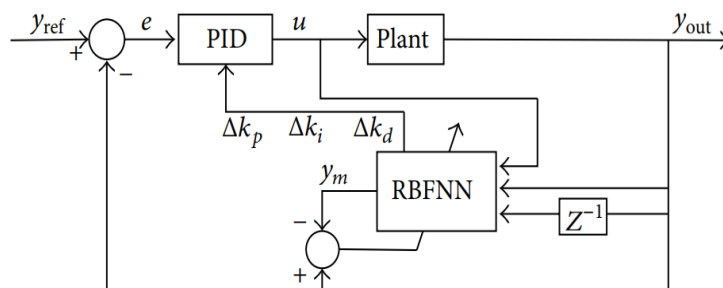 y_ref
+
−
e
PID
u
Plant
y_out
Δk_p
Δk_i
Δk_d
y_m
RBFNN
Z⁻¹
−
+